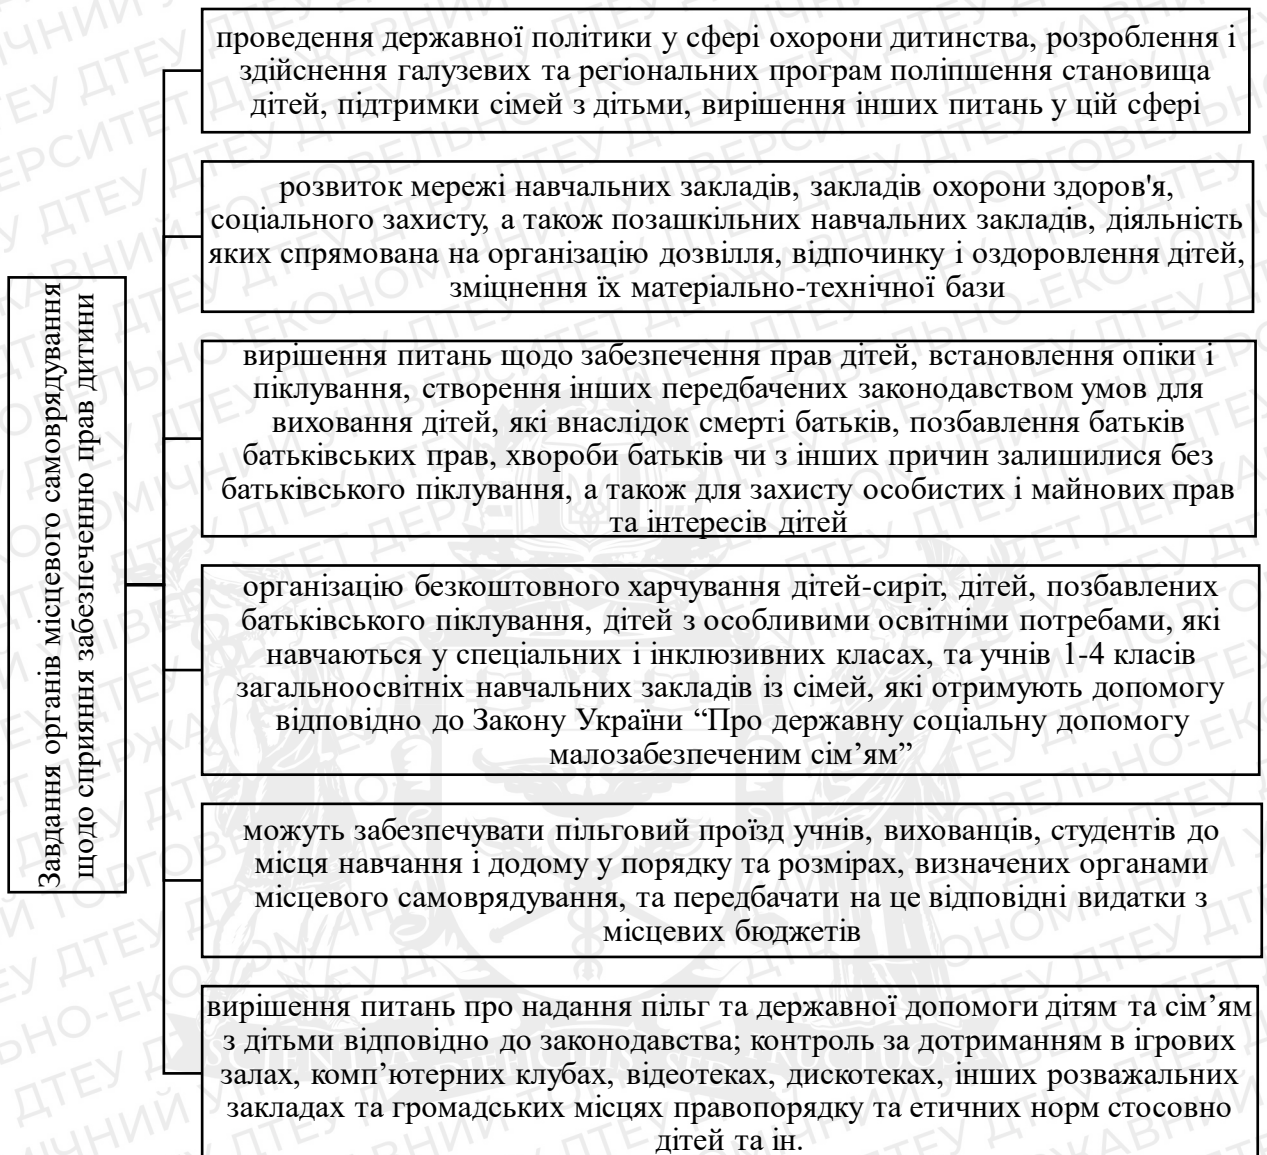 Завдання органів місцевого самоврядування
щодо сприяння забезпеченню прав дитини
проведення державної політики у сфері охорони дитинства, розроблення і
здійснення галузевих та регіональних програм поліпшення становища
дітей, підтримки сімей з дітьми, вирішення інших питань у цій сфері
розвиток мережі навчальних закладів, закладів охорони здоров'я,
соціального захисту, а також позашкільних навчальних закладів, діяльність
яких спрямована на організацію дозвілля, відпочинку і оздоровлення дітей,
зміцнення їх матеріально-технічної бази
вирішення питань щодо забезпечення прав дітей, встановлення опіки і
піклування, створення інших передбачених законодавством умов для
виховання дітей, які внаслідок смерті батьків, позбавлення батьків
батьківських прав, хвороби батьків чи з інших причин залишилися без
батьківського піклування, а також для захисту особистих і майнових прав
та інтересів дітей
організацію безкоштовного харчування дітей-сиріт, дітей, позбавлених
батьківського піклування, дітей з особливими освітніми потребами, які
навчаються у спеціальних і інклюзивних класах, та учнів 1-4 класів
загальноосвітніх навчальних закладів із сімей, які отримують допомогу
відповідно до Закону України “Про державну соціальну допомогу
малозабезпеченим сім’ям”
можуть забезпечувати пільговий проїзд учнів, вихованців, студентів до
місця навчання і додому у порядку та розмірах, визначених органами
місцевого самоврядування, та передбачати на це відповідні видатки з
місцевих бюджетів
вирішення питань про надання пільг та державної допомоги дітям та сім’ям
з дітьми відповідно до законодавства; контроль за дотриманням в ігрових
залах, комп’ютерних клубах, відеотеках, дискотеках, інших розважальних
закладах та громадських місцях правопорядку та етичних норм стосовно
дітей та ін.